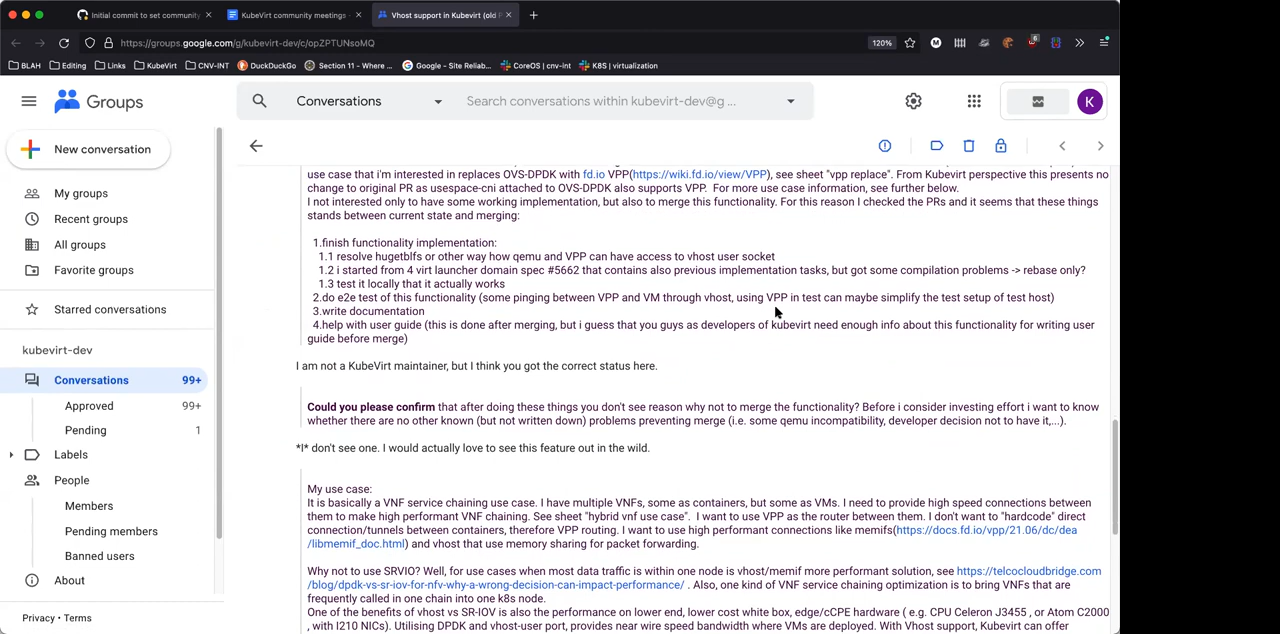 Initial commit to set community
KubeVirt community meetings -
Vhost support in Kubevirt (old P
https://groups.google.com/g/kubevirt-dev/c/opZPTUNsoMQ
120%
M
6
BLAH
Editing
Links
KubeVirt
CNV-INT
DuckDuckGo
Section 11 – Where ...
Google - Site Reliab...
CoreOS | cnv-int
K8S | virtualization
Groups
Conversations
Search conversations within kubevirt-dev@g ...
K
New conversation
My groups
Recent groups
All groups
Favorite groups
Starred conversations
kubevirt-dev
Conversations 99+
Approved 99+
Pending 1
Labels
People
Members
Pending members
Banned users
About
Privacy • Terms
use case that i'm interested in replaces OVS-DPDK with fd.io VPP(https://wiki.fd.io/view/VPP), see sheet "vpp replace". From Kubevirt perspective this presents no
change to original PR as usespace-cni attached to OVS-DPDK also supports VPP. For more use case information, see further below.
I not interested only to have some working implementation, but also to merge this functionality. For this reason I checked the PRs and it seems that these things
stands between current state and merging:
1.finish functionality implementation:
1.1 resolve hugetblfs or other way how qemu and VPP can have access to vhost user socket
1.2 i started from 4 virt launcher domain spec #5662 that contains also previous implementation tasks, but got some compilation problems -> rebase only?
1.3 test it locally that it actually works
2.do e2e test of this functionality (some pinging between VPP and VM through vhost, using VPP in test can maybe simplify the test setup of test host)
3.write documentation
4.help with user guide (this is done after merging, but i guess that you guys as developers of kubevirt need enough info about this functionality for writing user
guide before merge)
I am not a KubeVirt maintainer, but I think you got the correct status here.
Could you please confirm that after doing these things you don't see reason why not to merge the functionality? Before i consider investing effort i want to know
whether there are no other known (but not written down) problems preventing merge (i.e. some qemu incompatibility, developer decision not to have it,...).
*I* don't see one. I would actually love to see this feature out in the wild.
My use case:
It is basically a VNF service chaining use case. I have multiple VNFs, some as containers, but some as VMs. I need to provide high speed connections between
them to make high performant VNF chaining. See sheet "hybrid vnf use case". I want to use VPP as the router between them. I don't want to "hardcode" direct
connection/tunnels between containers, therefore VPP routing. I want to use high performant connections like memifs(https://docs.fd.io/vpp/21.06/dc/dea
/libmemif_doc.html) and vhost that use memory sharing for packet forwarding.
Why not to use SRVIO? Well, for use cases when most data traffic is within one node is vhost/memif more performant solution, see https://telcocloudbridge.com
/blog/dpdk-vs-sr-iov-for-nfv-why-a-wrong-decision-can-impact-performance/ . Also, one kind of VNF service chaining optimization is to bring VNFs that are
frequently called in one chain into one k8s node.
One of the benefits of vhost vs SR-IOV is also the performance on lower end, lower cost white box, edge/cCPE hardware ( e.g. CPU Celeron J3455 , or Atom C2000
, with I210 NICs). Utilising DPDK and vhost-user port, provides near wire speed bandwidth where VMs are deployed. With Vhost support, Kubevirt can offer